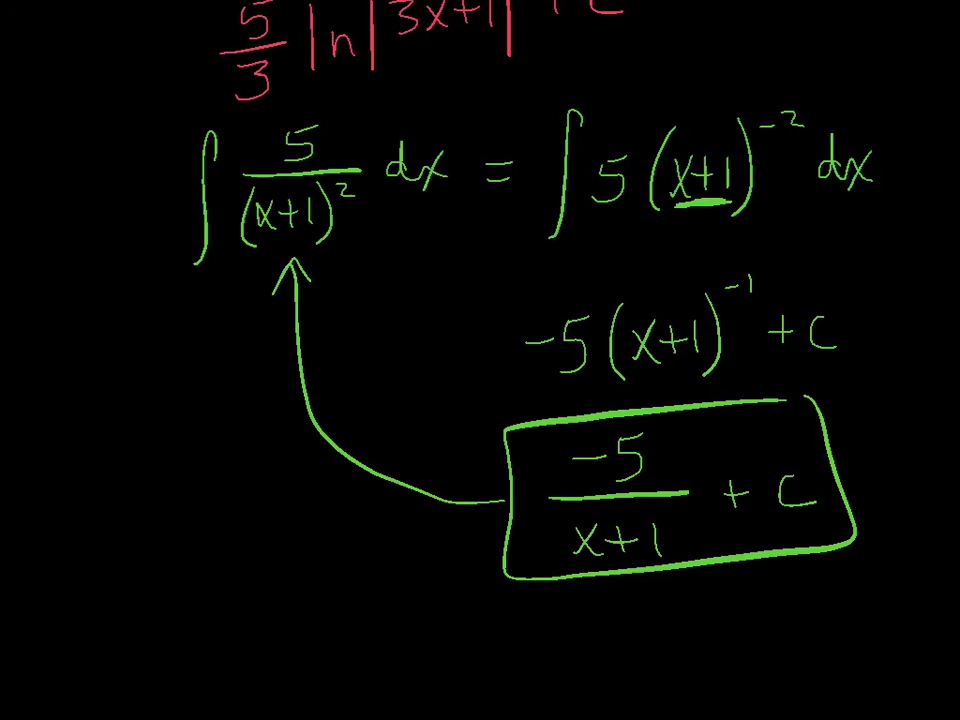 5/3 ln|3x+1| + C
∫ 5/(x+1)² dx = ∫ 5(x+1)⁻² dx
-5(x+1)⁻¹ + C
-5/(x+1) + C